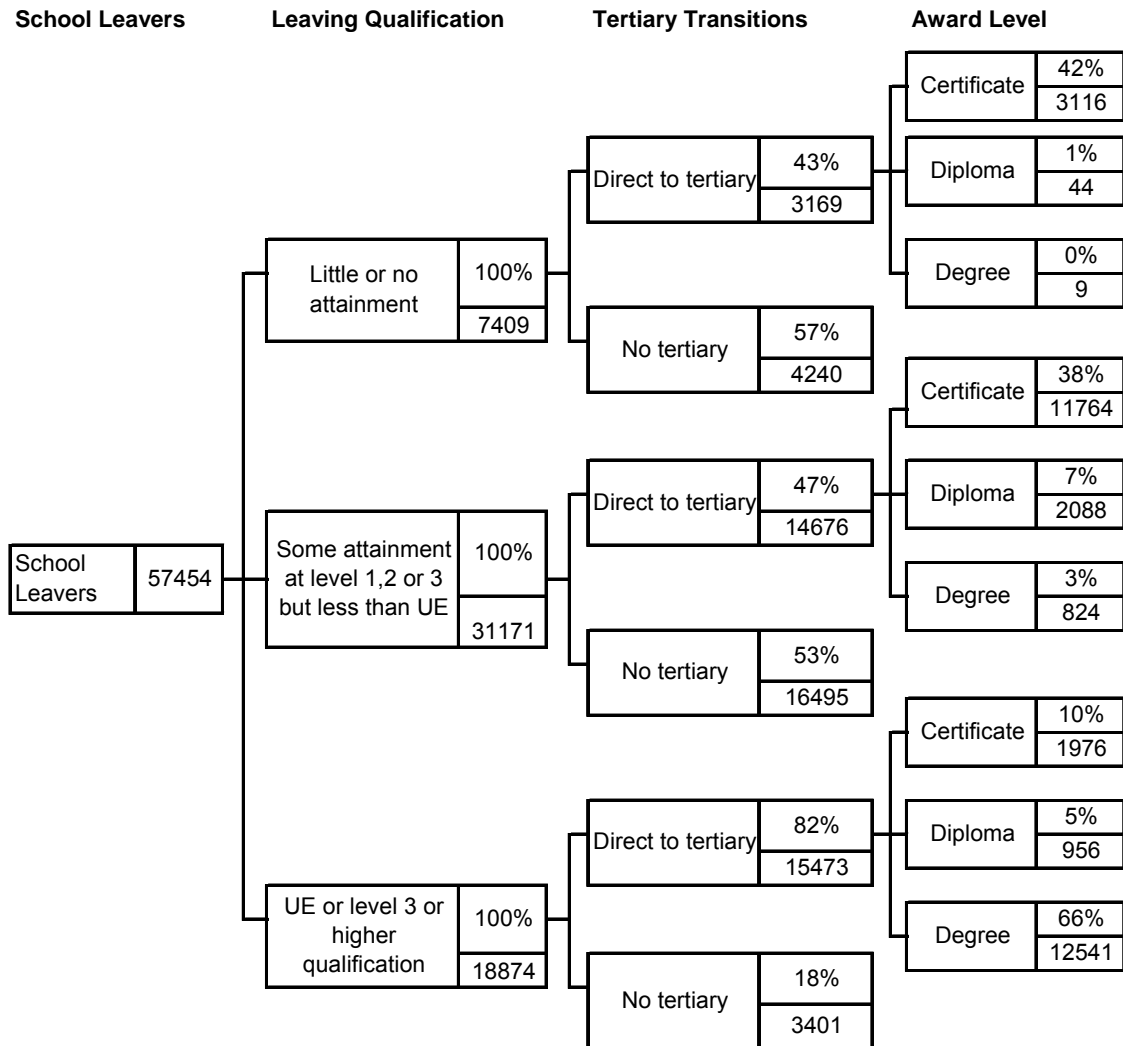 School Leavers
Leaving Qualification
Tertiary Transitions
Award Level
School
Leavers
57454
Little or no
attainment
100%
7409
Direct to tertiary
43%
3169
Certificate
42%
3116
Diploma
1%
44
Degree
0%
9
No tertiary
57%
4240
Some attainment
at level 1,2 or 3
but less than UE
100%
31171
Direct to tertiary
47%
14676
Certificate
38%
11764
Diploma
7%
2088
Degree
3%
824
No tertiary
53%
16495
UE or level 3 or
higher
qualification
100%
18874
Direct to tertiary
82%
15473
Certificate
10%
1976
Diploma
5%
956
Degree
66%
12541
No tertiary
18%
3401